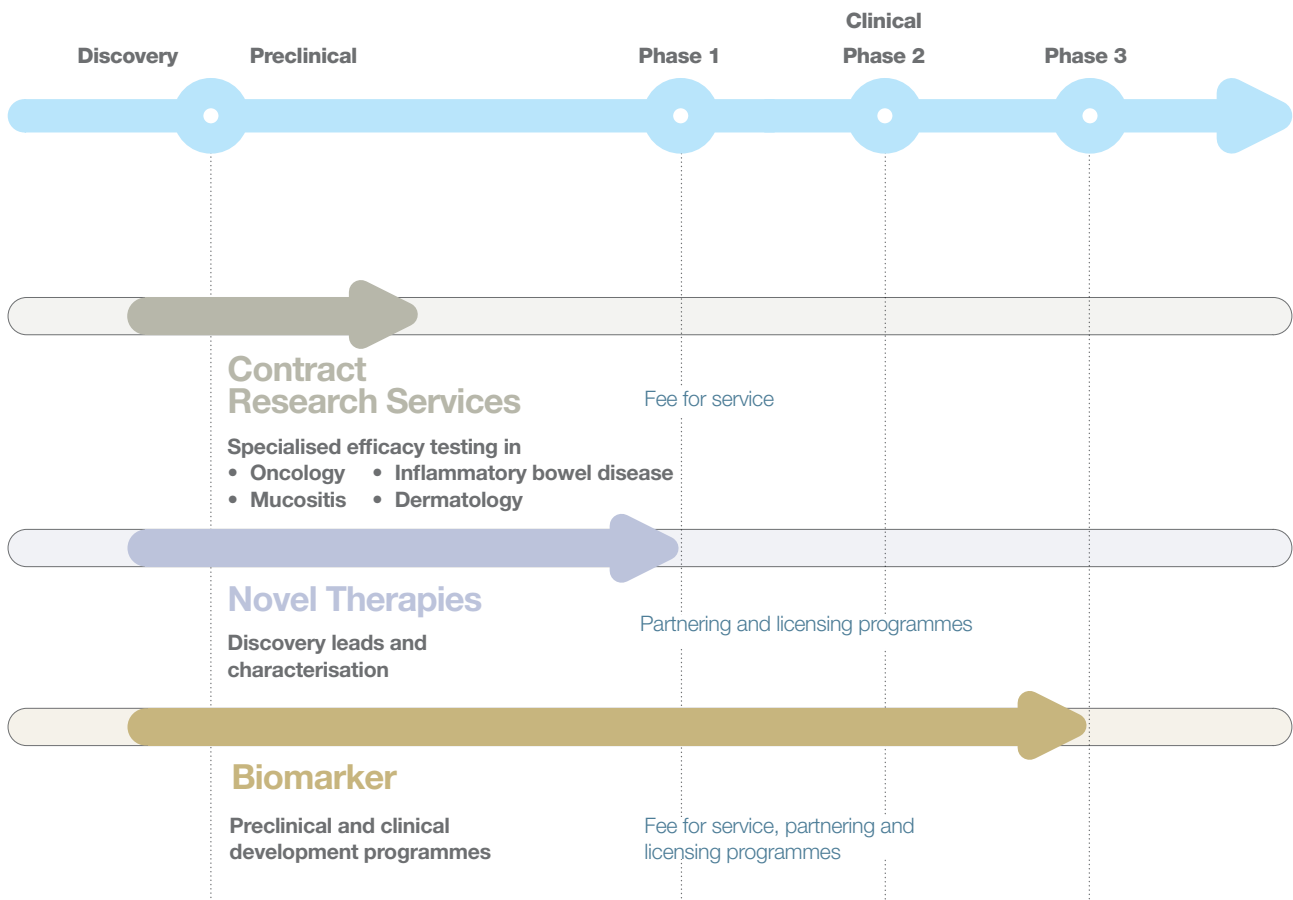 Clinical
Discovery Preclinical Phase 1 Phase 2 Phase 3
Contract
Research Services
Fee for service
Specialised efficacy testing in
• Oncology • Inflammatory bowel disease
• Mucositis • Dermatology
Novel Therapies
Partnering and licensing programmes
Discovery leads and
characterisation
Biomarker
Preclinical and clinical
development programmes
Fee for service, partnering and
licensing programmes